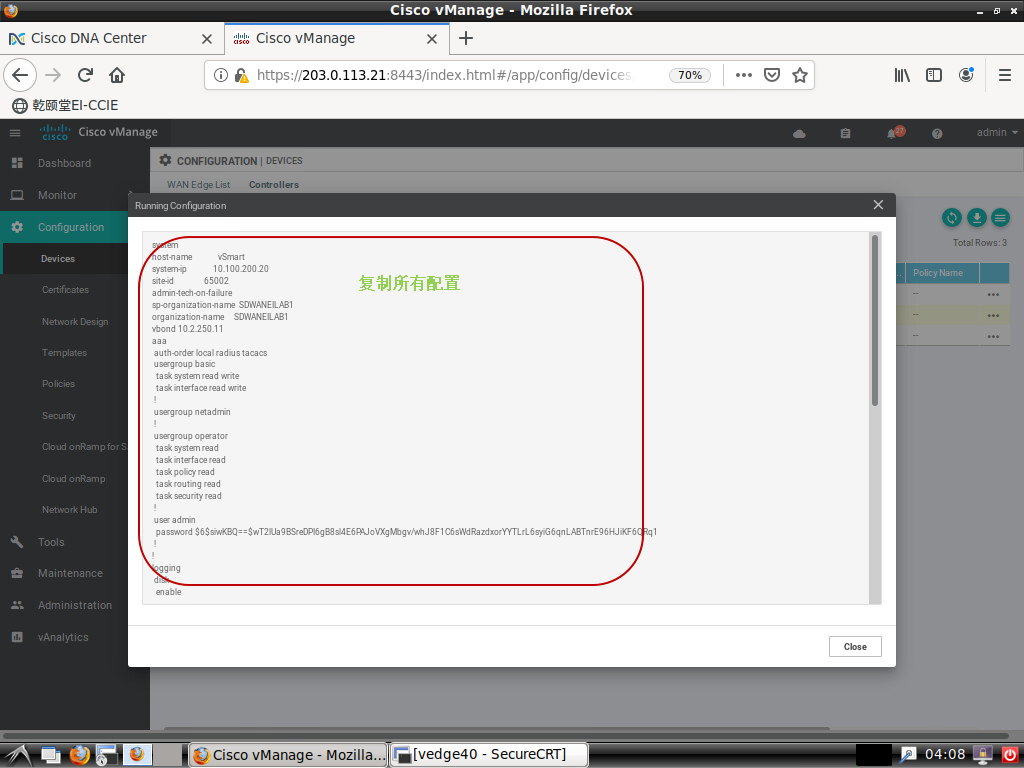 Cisco vManage - Mozilla Firefox
Cisco DNA Center
Cisco vManage
https://203.0.113.21:8443/index.html#/app/config/devices
70%
乾颐堂EI-CCIE
CISCO
Cisco vManage
admin
Dashboard
Monitor
Configuration
Devices
Certificates
Network Design
Templates
Policies
Security
Cloud onRamp for S
Cloud onRamp
Network Hub
Tools
Maintenance
Administration
vAnalytics
CONFIGURATION | DEVICES
WAN Edge List
Controllers
Total Rows: 3
Policy Name
--
--
--
Running Configuration
system
host-name vSmart
system-ip 10.100.200.20
site-id 65002
admin-tech-on-failure
sp-organization-name SDWANEILAB1
organization-name SDWANEILAB1
vbond 10.2.250.11
aaa
auth-order local radius tacacs
usergroup basic
task system read write
task interface read write
!
usergroup netadmin
!
usergroup operator
task system read
task interface read
task policy read
task routing read
task security read
!
user admin
password
!
!
logging
disk
enable
复制所有配置
Close
Cisco vManage - Mozilla...
[vedge40 - SecureCRT]
04:08